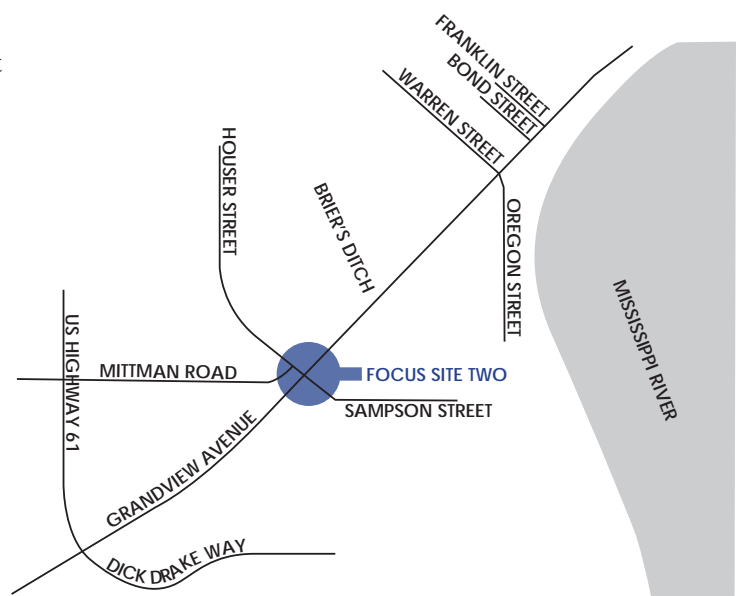 t
FRANKLIN STREET
BOND STREET
WARREN STREET
HOUSER STREET
BRIER'S DITCH
OREGON STREET
MISSISSIPPI RIVER
US HIGHWAY 61
MITTMAN ROAD
FOCUS SITE TWO
SAMPSON STREET
GRANDVIEW AVENUE
DICK DRAKE WAY